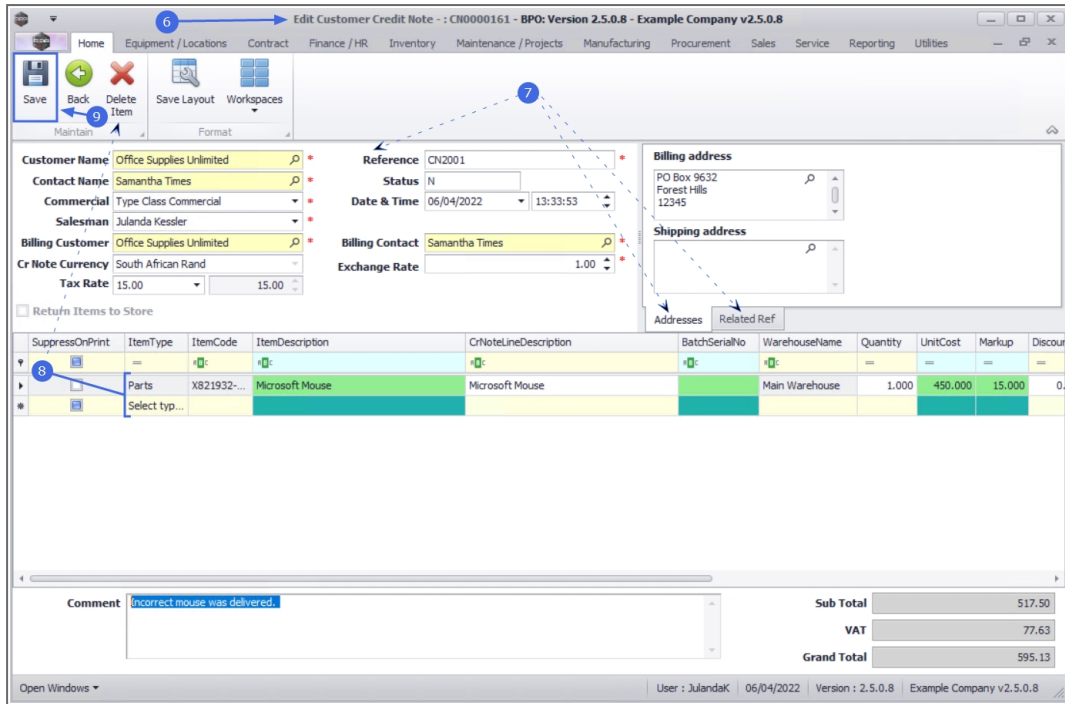 6
Edit Customer Credit Note - : CN0000161 - BPO: Version 2.5.0.8 - Example Company v2.5.0.8
Home Equipment / Locations Contract Finance / HR Inventory Maintenance / Projects Manufacturing Procurement Sales Service Reporting Utilities
Save Back Delete Item Save Layout Workspaces
7
9
Maintain Format
Customer Name Office Supplies Unlimited * Reference CN2001 *
Contact Name Samantha Times * Status N
Commercial Type Class Commercial * Date & Time 06/04/2022 13:33:53
Salesman Julanda Kessler *
Billing Customer Office Supplies Unlimited * Billing Contact Samantha Times *
Cr Note Currency South African Rand Exchange Rate 1.00 *
Tax Rate 15.00 15.00
Return Items to Store
Billing address
PO Box 9632
Forest Hills
12345
Shipping address
Addresses Related Ref
SuppressOnPrint ItemType ItemCode ItemDescription CrNoteLineDescription BatchSerialNo WarehouseName Quantity UnitCost Markup Discour
8
Parts X821932-... Microsoft Mouse Microsoft Mouse Main Warehouse 1.000 450.000 15.000 0.
Select typ...
Comment Incorrect mouse was delivered.
Sub Total 517.50
VAT 77.63
Grand Total 595.13
Open Windows User : JulandaK 06/04/2022 Version : 2.5.0.8 Example Company v2.5.0.8